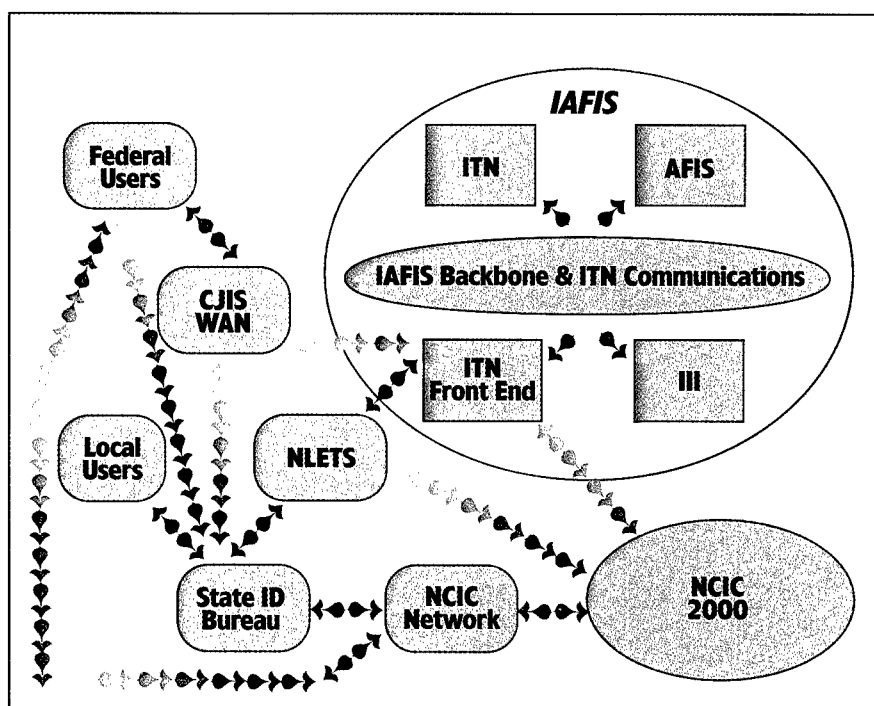 IAFIS
ITN
AFIS
Federal
Users
IAFIS Backbone & ITN Communications
CJIS
WAN
ITN
Front End
III
Local
Users
NLETS
State ID
Bureau
NCIC
Network
NCIC
2000